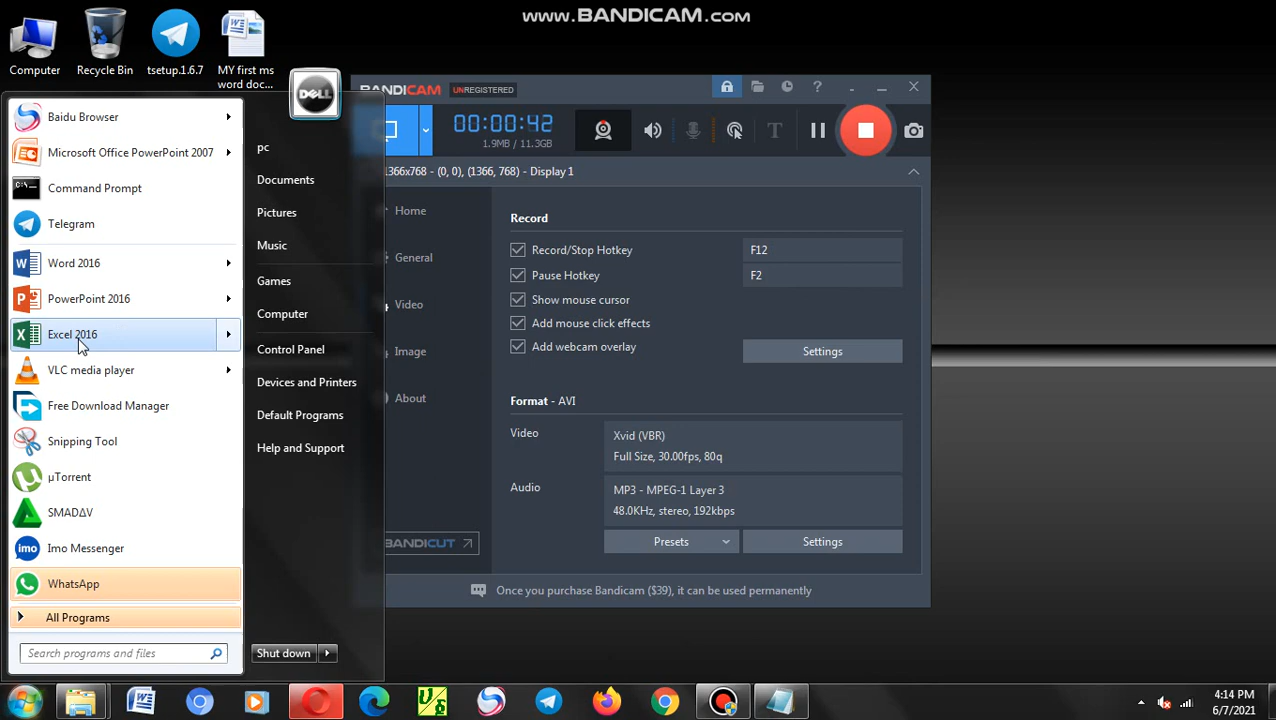 www.BANDICAM.com
Computer
Recycle Bin
tsetup.1.6.7
MY first ms
word doc...
DELL
BANDICAM UNREGISTERED
Baidu Browser
Microsoft Office PowerPoint 2007
Command Prompt
Telegram
Word 2016
PowerPoint 2016
Excel 2016
VLC media player
Free Download Manager
Snipping Tool
µTorrent
SMADΔV
Imo Messenger
WhatsApp
All Programs
Search programs and files
pc
Documents
Pictures
Music
Games
Computer
Control Panel
Devices and Printers
Default Programs
Help and Support
Shut down
00:00:42
1.9MB / 11.3GB
1366x768 - (0, 0), (1366, 768) - Display 1
Home
General
Video
Image
About
BANDICUT
Record
Record/Stop Hotkey F12
Pause Hotkey F2
Show mouse cursor
Add mouse click effects
Add webcam overlay
Settings
Format - AVI
Video
Xvid (VBR)
Full Size, 30.00fps, 80q
Audio
MP3 - MPEG-1 Layer 3
48.0KHz, stereo, 192kbps
Presets
Settings
Once you purchase Bandicam ($39), it can be used permanently
4:14 PM
6/7/2021